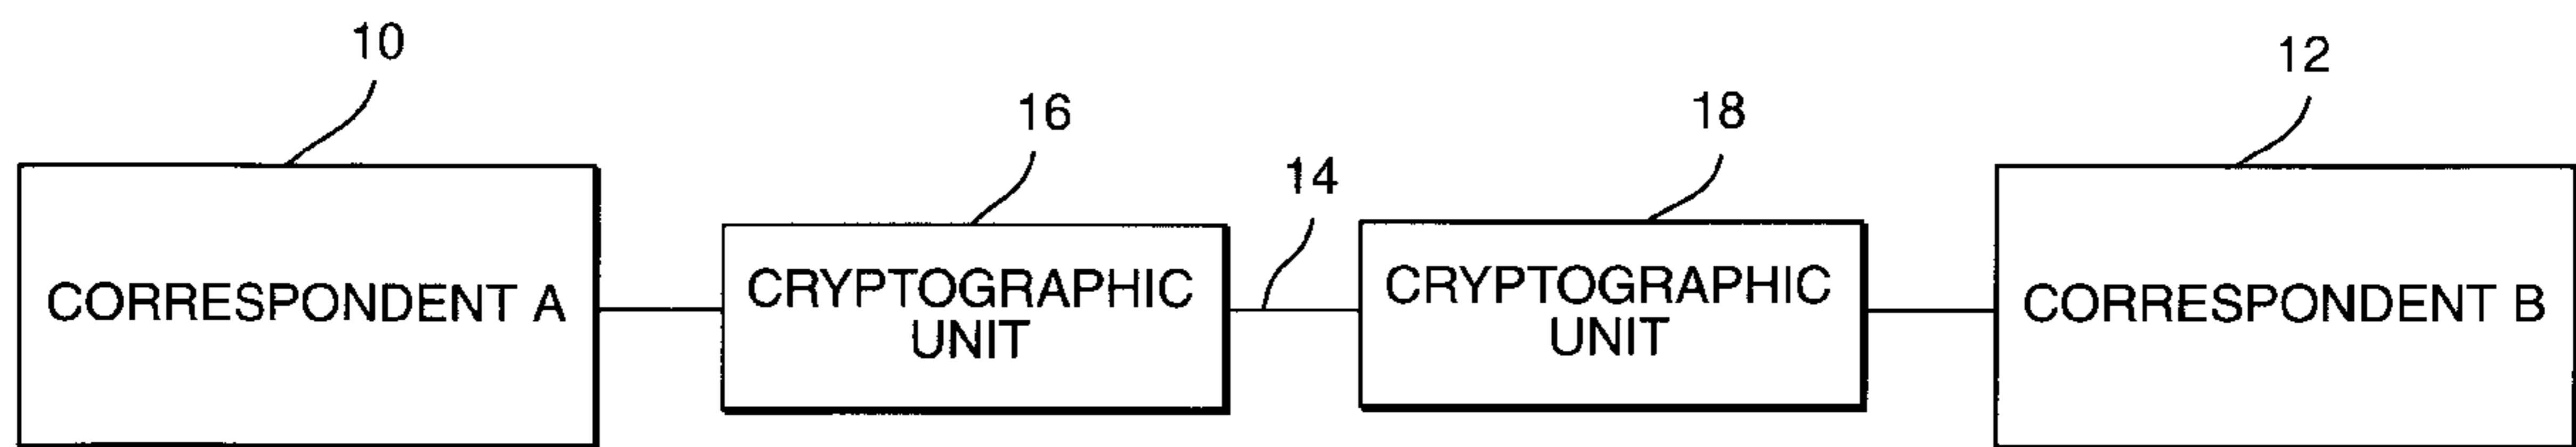 10
12
16
18
14
CORRESPONDENT A
CRYPTOGRAPHIC
UNIT
CRYPTOGRAPHIC
UNIT
CORRESPONDENT B